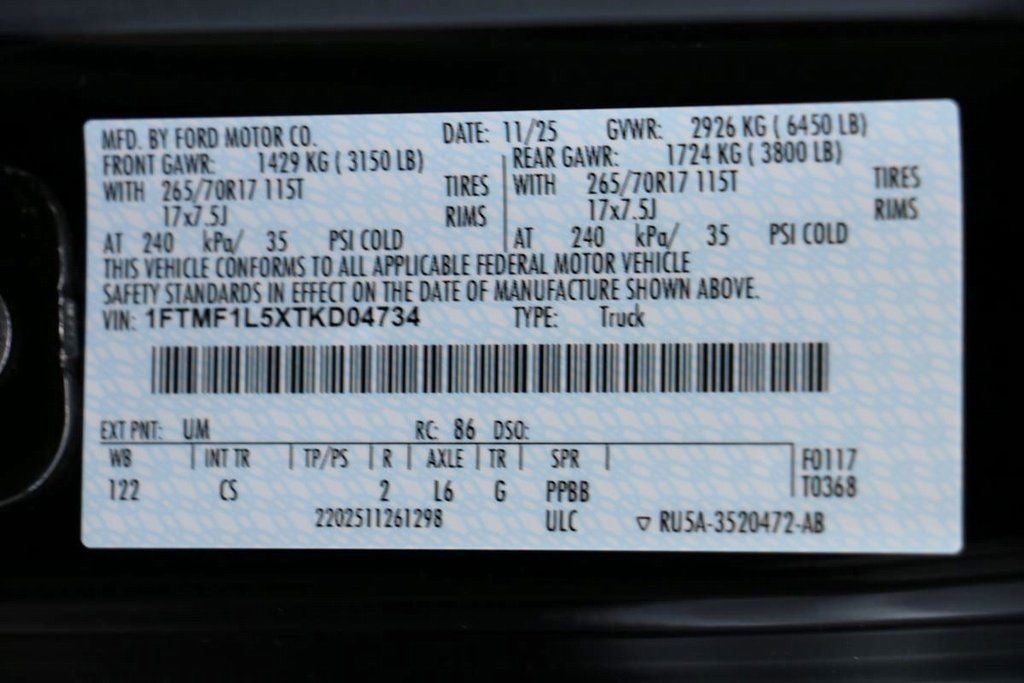 MFD. BY FORD MOTOR CO. DATE: 11/25 GVWR: 2926 KG ( 6450 LB)
FRONT GAWR: 1429 KG ( 3150 LB) REAR GAWR: 1724 KG ( 3800 LB)
WITH 265/70R17 115T TIRES WITH 265/70R17 115T TIRES
17x7.5J RIMS 17x7.5J RIMS
AT 240 kPa/ 35 PSI COLD AT 240 kPa/ 35 PSI COLD
THIS VEHICLE CONFORMS TO ALL APPLICABLE FEDERAL MOTOR VEHICLE
SAFETY STANDARDS IN EFFECT ON THE DATE OF MANUFACTURE SHOWN ABOVE.
VIN: 1FTMF1L5XTKD04734 TYPE: Truck
EXT PNT: UM RC: 86 DSO:
WB INT TR TP/PS R AXLE TR SPR F0117
122 CS 2 L6 G PPBB T0368
2202511261298 ULC ▽ RU5A-3520472-AB